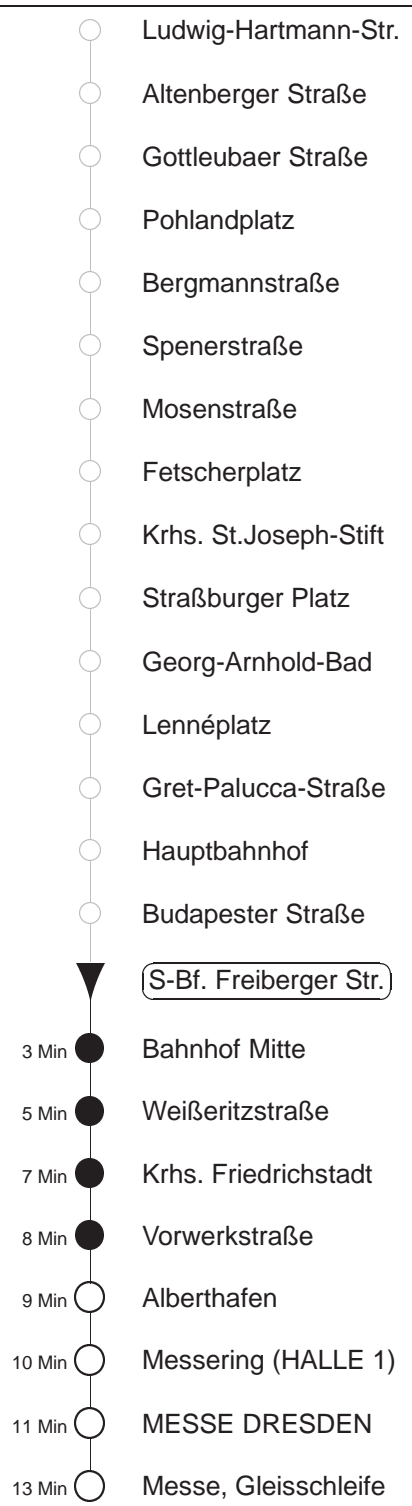 Ludwig-Hartmann-Str.
Altenberger Straße
Gottleubaer Straße
Pohlandplatz
Bergmannstraße
Spenerstraße
Mosenstraße
Fetscherplatz
Krhs. St.Joseph-Stift
Straßburger Platz
Georg-Arnhold-Bad
Lennéplatz
Gret-Palucca-Straße
Hauptbahnhof
Budapester Straße
S-Bf. Freiberger Str.
3 Min Bahnhof Mitte
5 Min Weißeritzstraße
7 Min Krhs. Friedrichstadt
8 Min Vorwerkstraße
9 Min Alberthafen
10 Min Messering (HALLE 1)
11 Min MESSE DRESDEN
13 Min Messe, Gleisschleife